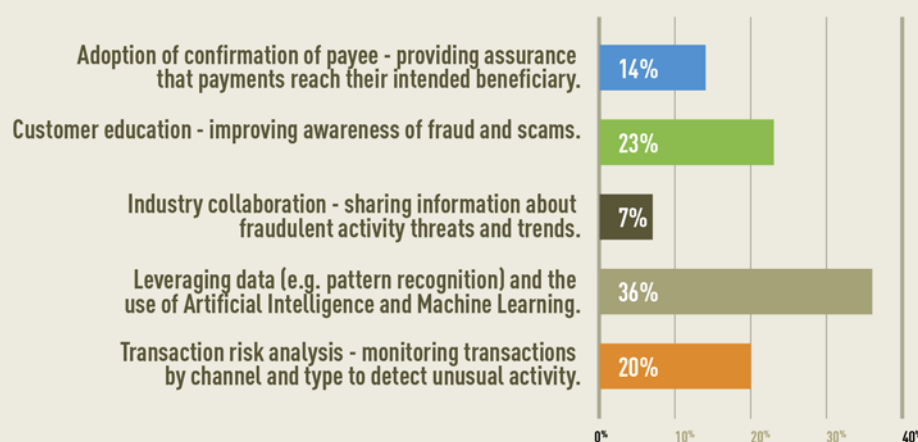 Adoption of confirmation of payee - providing assurance
that payments reach their intended beneficiary.
14%
Customer education - improving awareness of fraud and scams.
23%
Industry collaboration - sharing information about
fraudulent activity threats and trends.
7%
Leveraging data (e.g. pattern recognition) and the
use of Artificial Intelligence and Machine Learning.
36%
Transaction risk analysis - monitoring transactions
by channel and type to detect unusual activity.
20%
0% 10% 20% 30% 40%